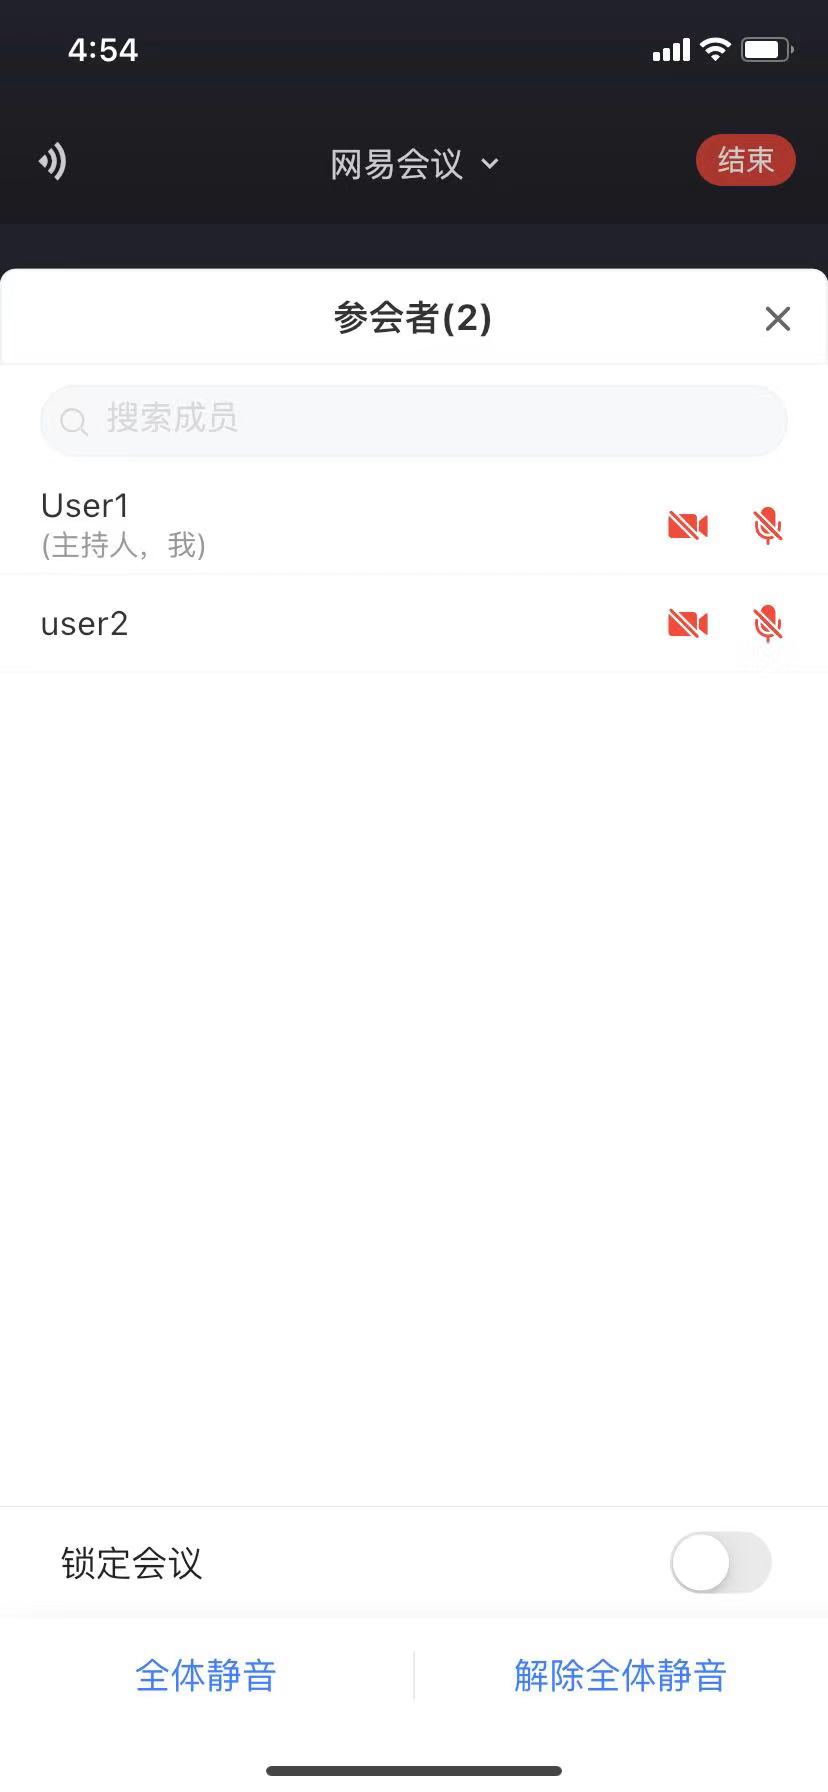 4:54
网易会议
结束
参会者(2)
搜索成员
User1
(主持人，我)
user2
锁定会议
全体静音
解除全体静音